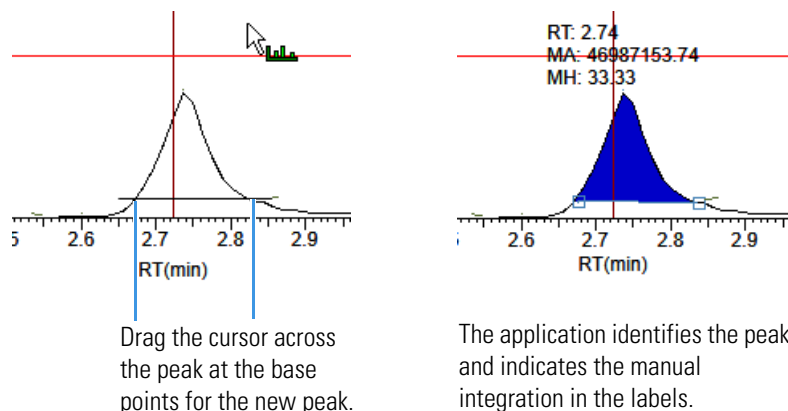 RT: 2.74
MA: 46987153.74
MH: 33.33
5 2.6 2.7 2.8 2.9
RT(min)
2.6 2.7 2.8 2.9
RT(min)
Drag the cursor across
the peak at the base
points for the new peak.
The application identifies the peak
and indicates the manual
integration in the labels.